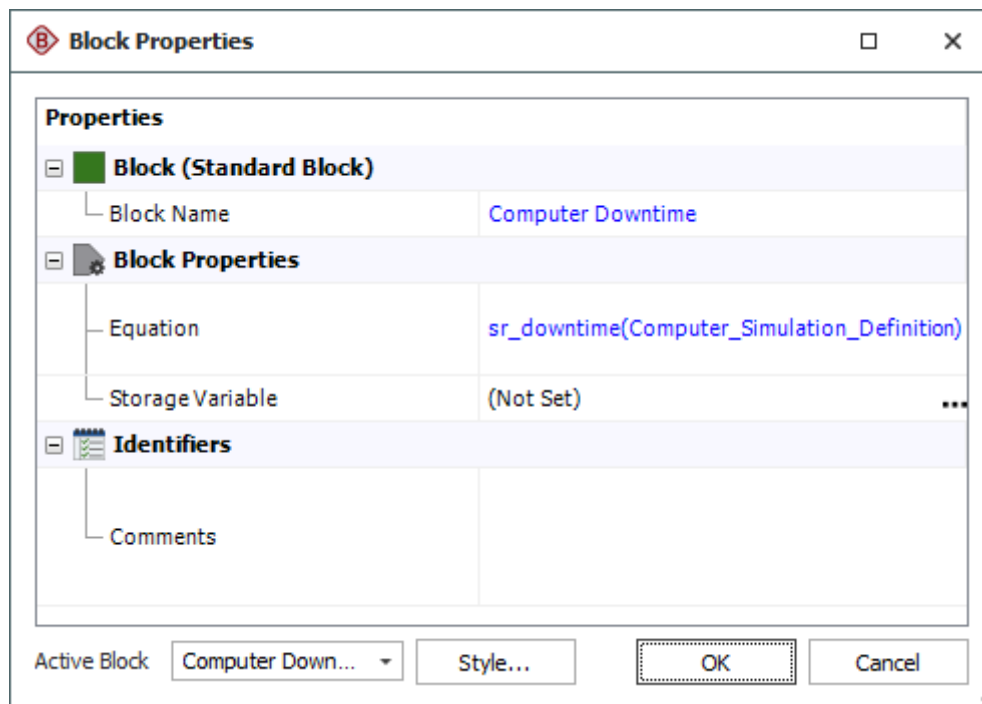 B Block Properties
Properties
Block (Standard Block)
Block Name Computer Downtime
Block Properties
Equation sr_downtime(Computer_Simulation_Definition)
Storage Variable (Not Set) ...
Identifiers
Comments
Active Block Computer Down... Style... OK Cancel